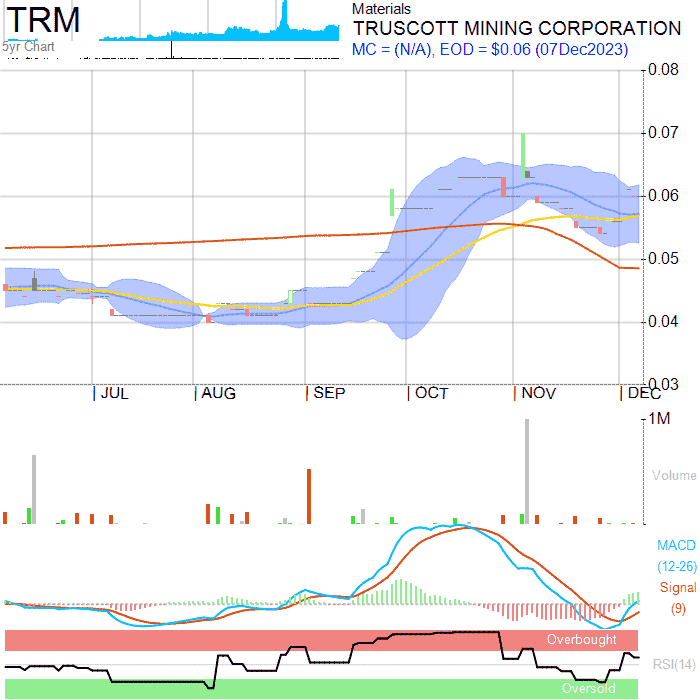 TRM
5yr Chart
Materials
TRUSCOTT MINING CORPORATION
MC = (N/A), EOD = $0.06 (07Dec2023)
0.08
0.07
0.06
0.05
0.04
0.03
JUL AUG SEP OCT NOV DEC
1M
Volume
MACD
(12-26)
Signal
(9)
Overbought
RSI(14)
Oversold